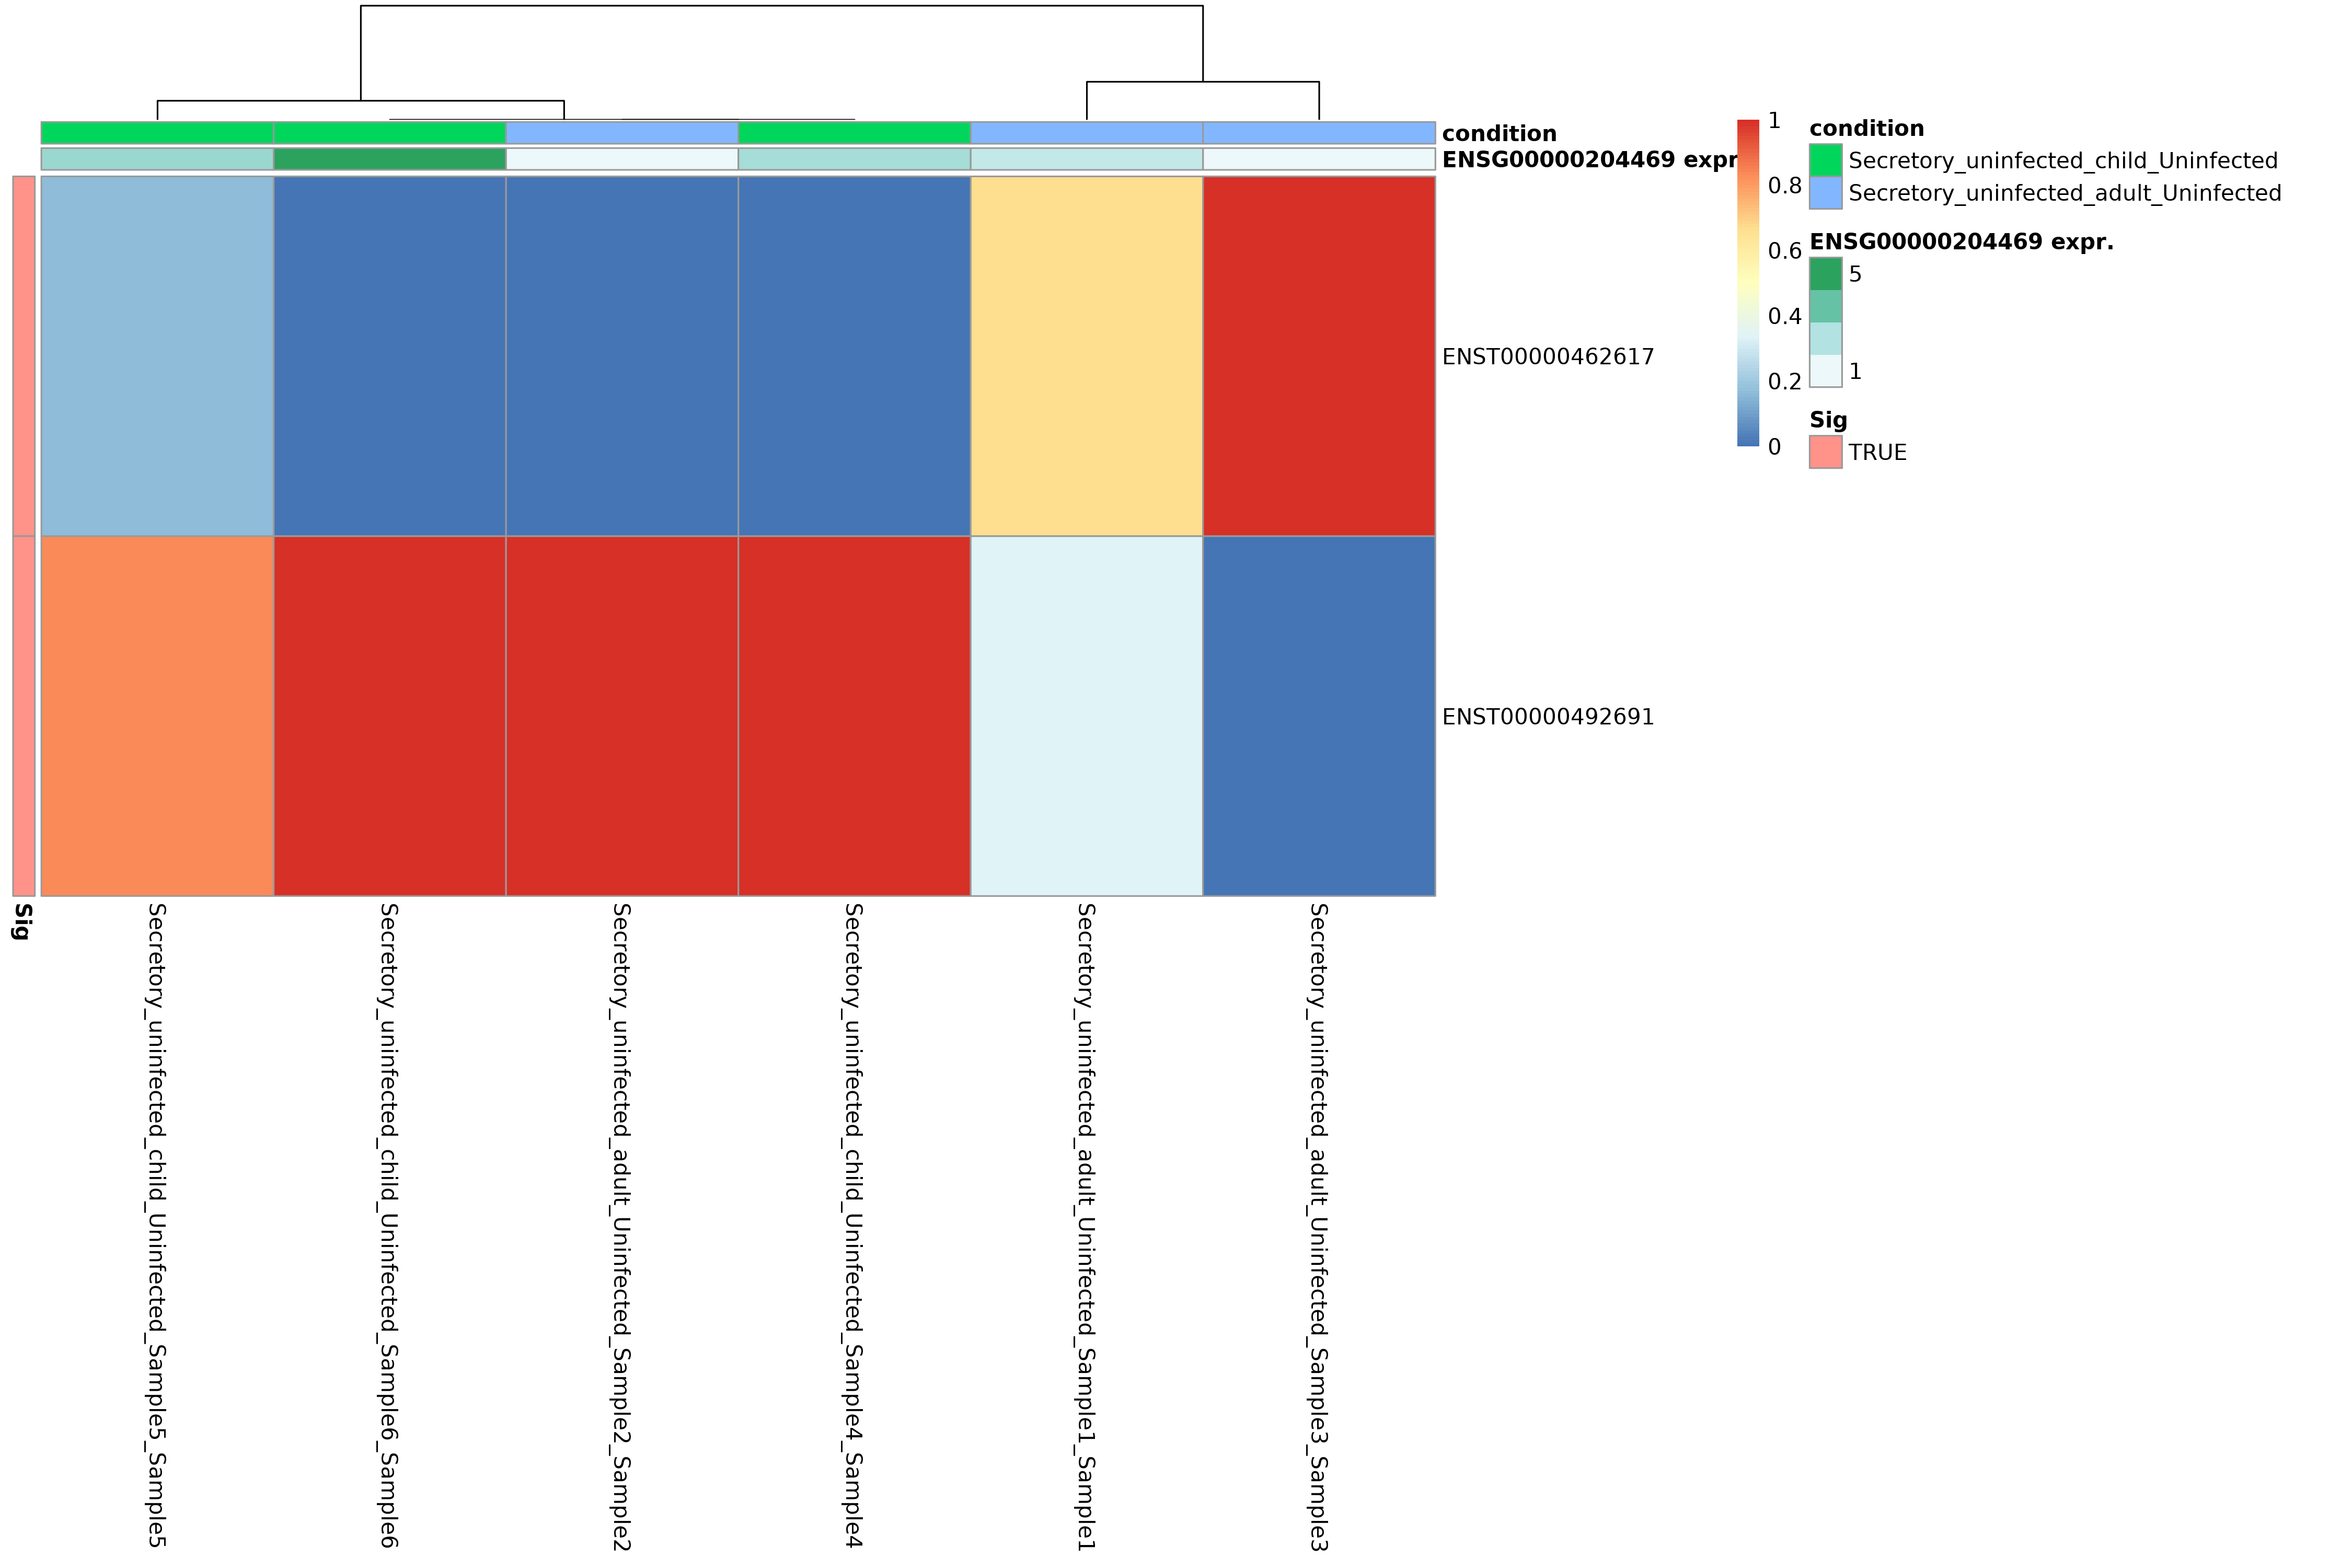 condition
ENSG00000204469 expr
ENST00000462617
ENST00000492691
Sig
Secretory_uninfected_child_Uninfected_Sample5_Sample5
Secretory_uninfected_child_Uninfected_Sample6_Sample6
Secretory_uninfected_adult_Uninfected_Sample2_Sample2
Secretory_uninfected_child_Uninfected_Sample4_Sample4
Secretory_uninfected_adult_Uninfected_Sample1_Sample1
Secretory_uninfected_adult_Uninfected_Sample3_Sample3
1
0.8
0.6
0.4
0.2
0
condition
Secretory_uninfected_child_Uninfected
Secretory_uninfected_adult_Uninfected
ENSG00000204469 expr.
5
1
Sig
TRUE